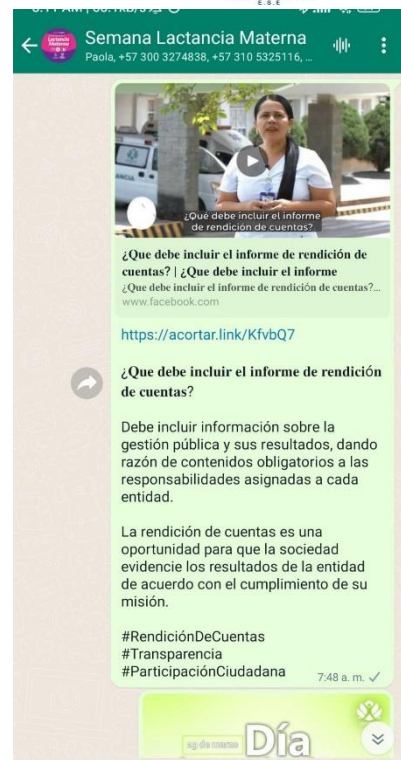 E.S.E
Semana Lactancia Materna
Paola, +57 300 3274838, +57 310 5325116, ...
¿Que debe incluir el informe
de rendición de cuentas?
¿Que debe incluir el informe de rendición de
cuentas? | ¿Que debe incluir el informe
¿Que debe incluir el informe de rendición de cuentas?...
www.facebook.com
https://acortar.link/KfvbQ7
¿Que debe incluir el informe de rendición
de cuentas?
Debe incluir información sobre la
gestión pública y sus resultados, dando
razón de contenidos obligatorios a las
responsabilidades asignadas a cada
entidad.
La rendición de cuentas es una
oportunidad para que la sociedad
evidencie los resultados de la entidad
de acuerdo con el cumplimiento de su
misión.
#RendiciónDeCuentas
#Transparencia
#ParticipaciónCiudadana
7:48 a. m.
Día